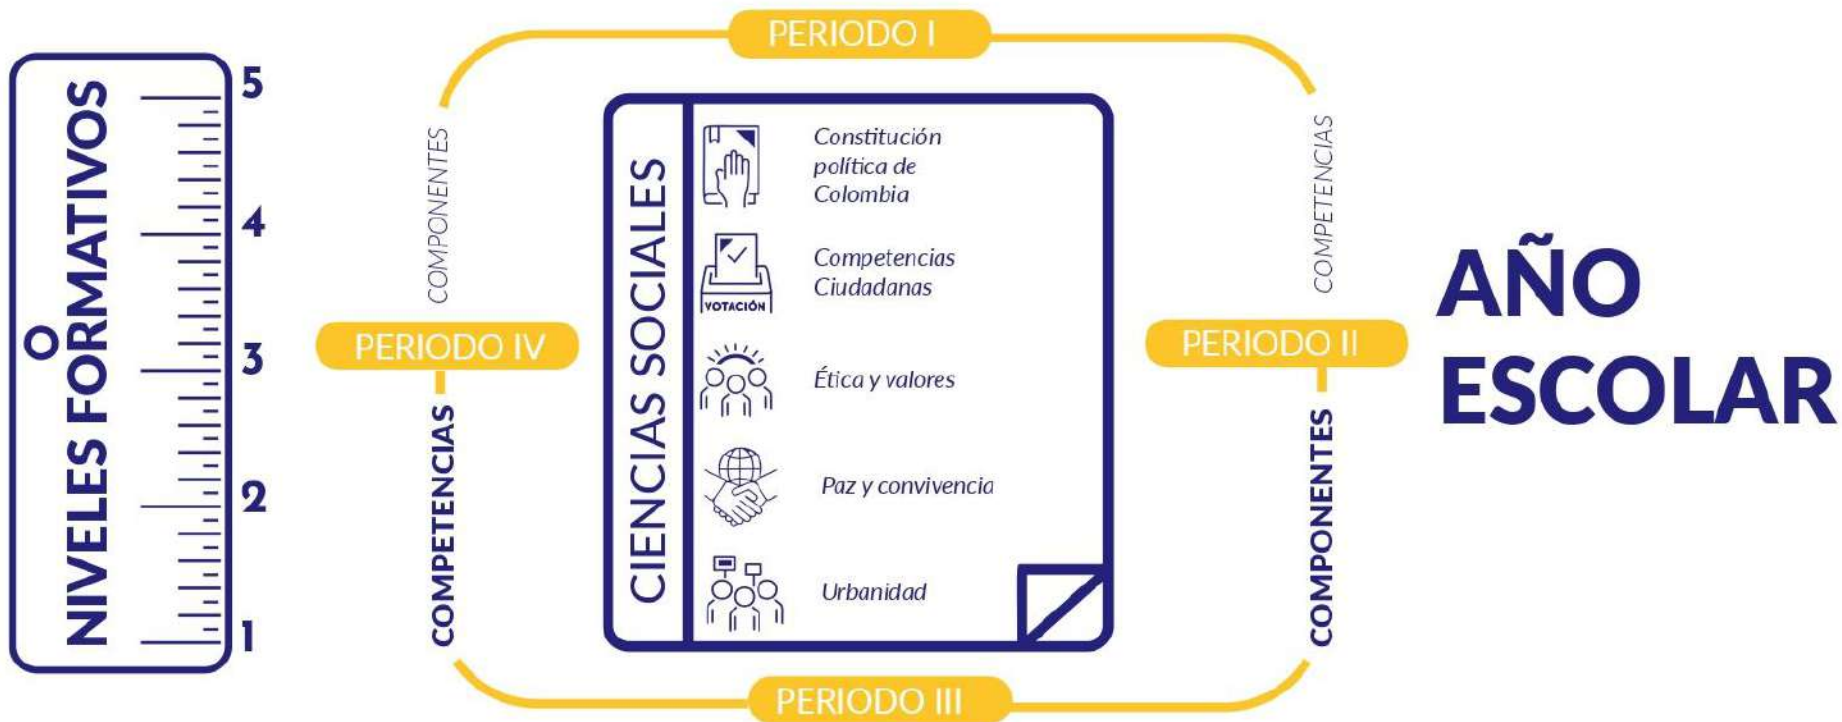 NIVELES FORMATIVOS
5
4
3
2
1
PERIODO I
COMPONENTES
COMPETENCIAS
PERIODO IV
PERIODO II
COMPETENCIAS
COMPONENTES
PERIODO III
CIENCIAS SOCIALES
Constitución
política de
Colombia
VOTACIÓN
Competencias
Ciudadanas
Ética y valores
Paz y convivencia
Urbanidad
AÑO
ESCOLAR